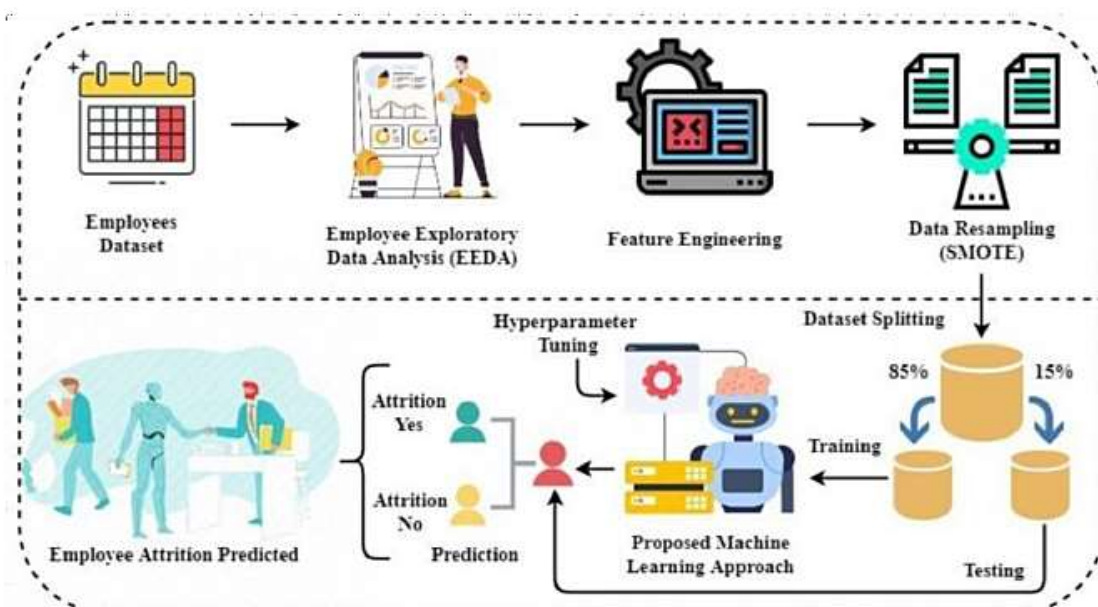 Employees
Dataset
Employee Exploratory
Data Analysis (EEDA)
Feature Engineering
Data Resampling
(SMOTE)
Hyperparameter
Tuning
Dataset Splitting
85%
15%
Attrition
Yes
Training
Attrition
No
Employee Attrition Predicted
Prediction
Proposed Machine
Learning Approach
Testing